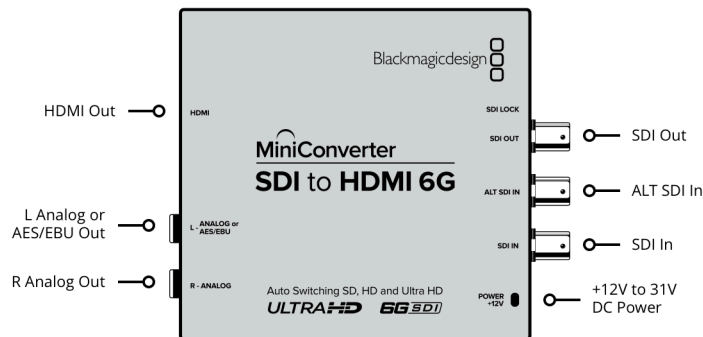 Blackmagicdesign
HDMI Out
HDMI
SDI LOCK
SDI OUT
SDI Out
MiniConverter
SDI to HDMI 6G
ALT SDI IN
ALT SDI In
L Analog or
AES/EBU Out
L - ANALOG or
AES/EBU
SDI IN
SDI In
R Analog Out
R - ANALOG
Auto Switching SD, HD and Ultra HD
ULTRA HD 6G SDI
POWER
+12V
+12V to 31V
DC Power